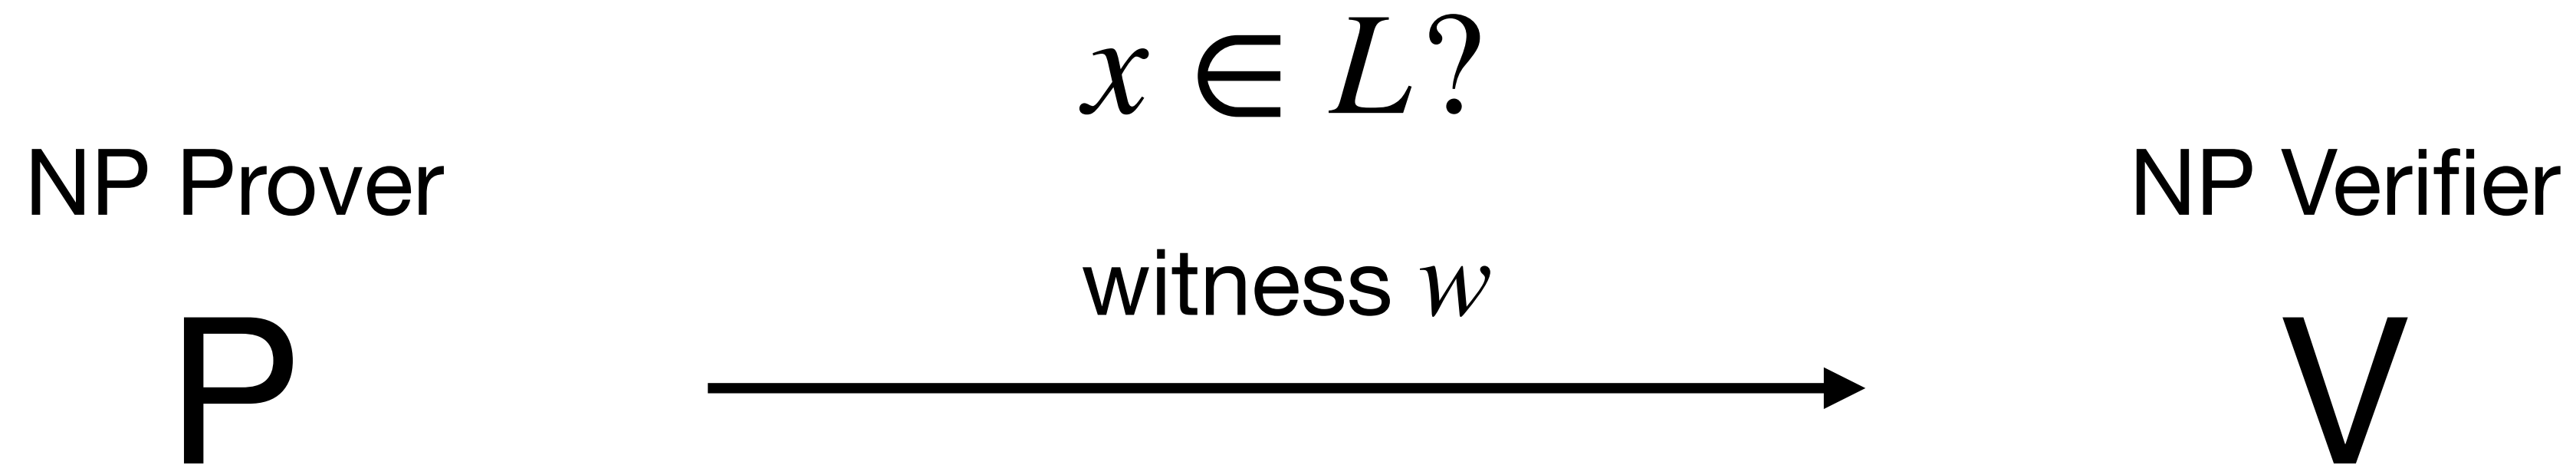 x ∈ L?
NP Prover
NP Verifier
witness w
P
V